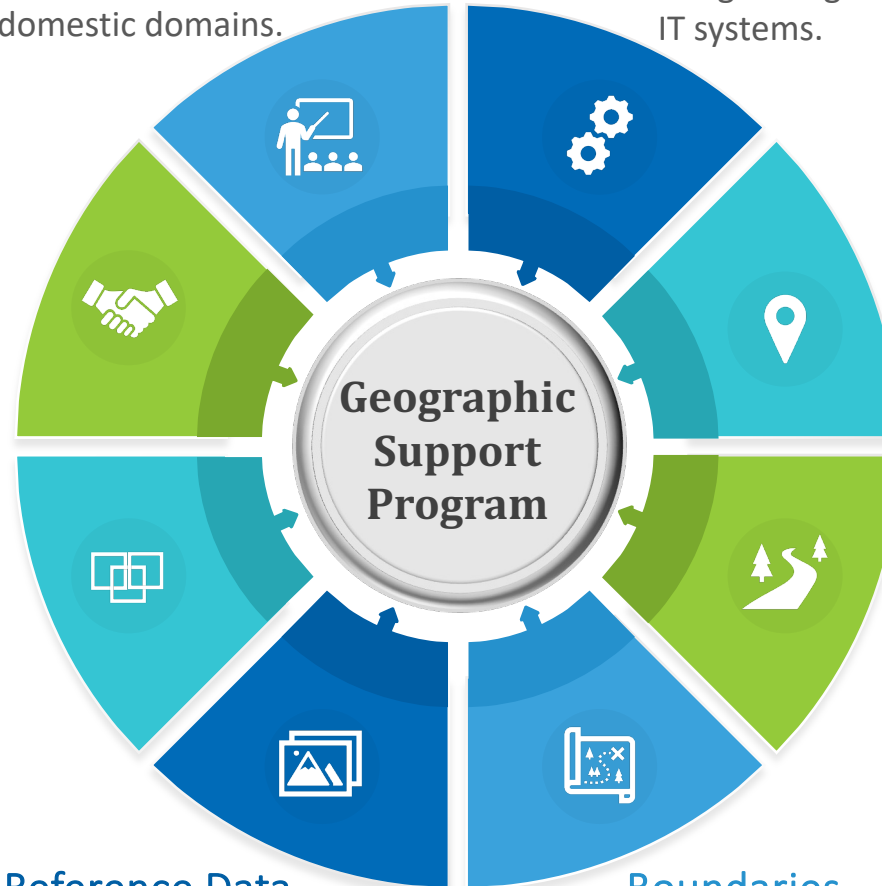 domestic domains.
IT systems.
Geographic
Support
Program
Reference Data
Boundaries